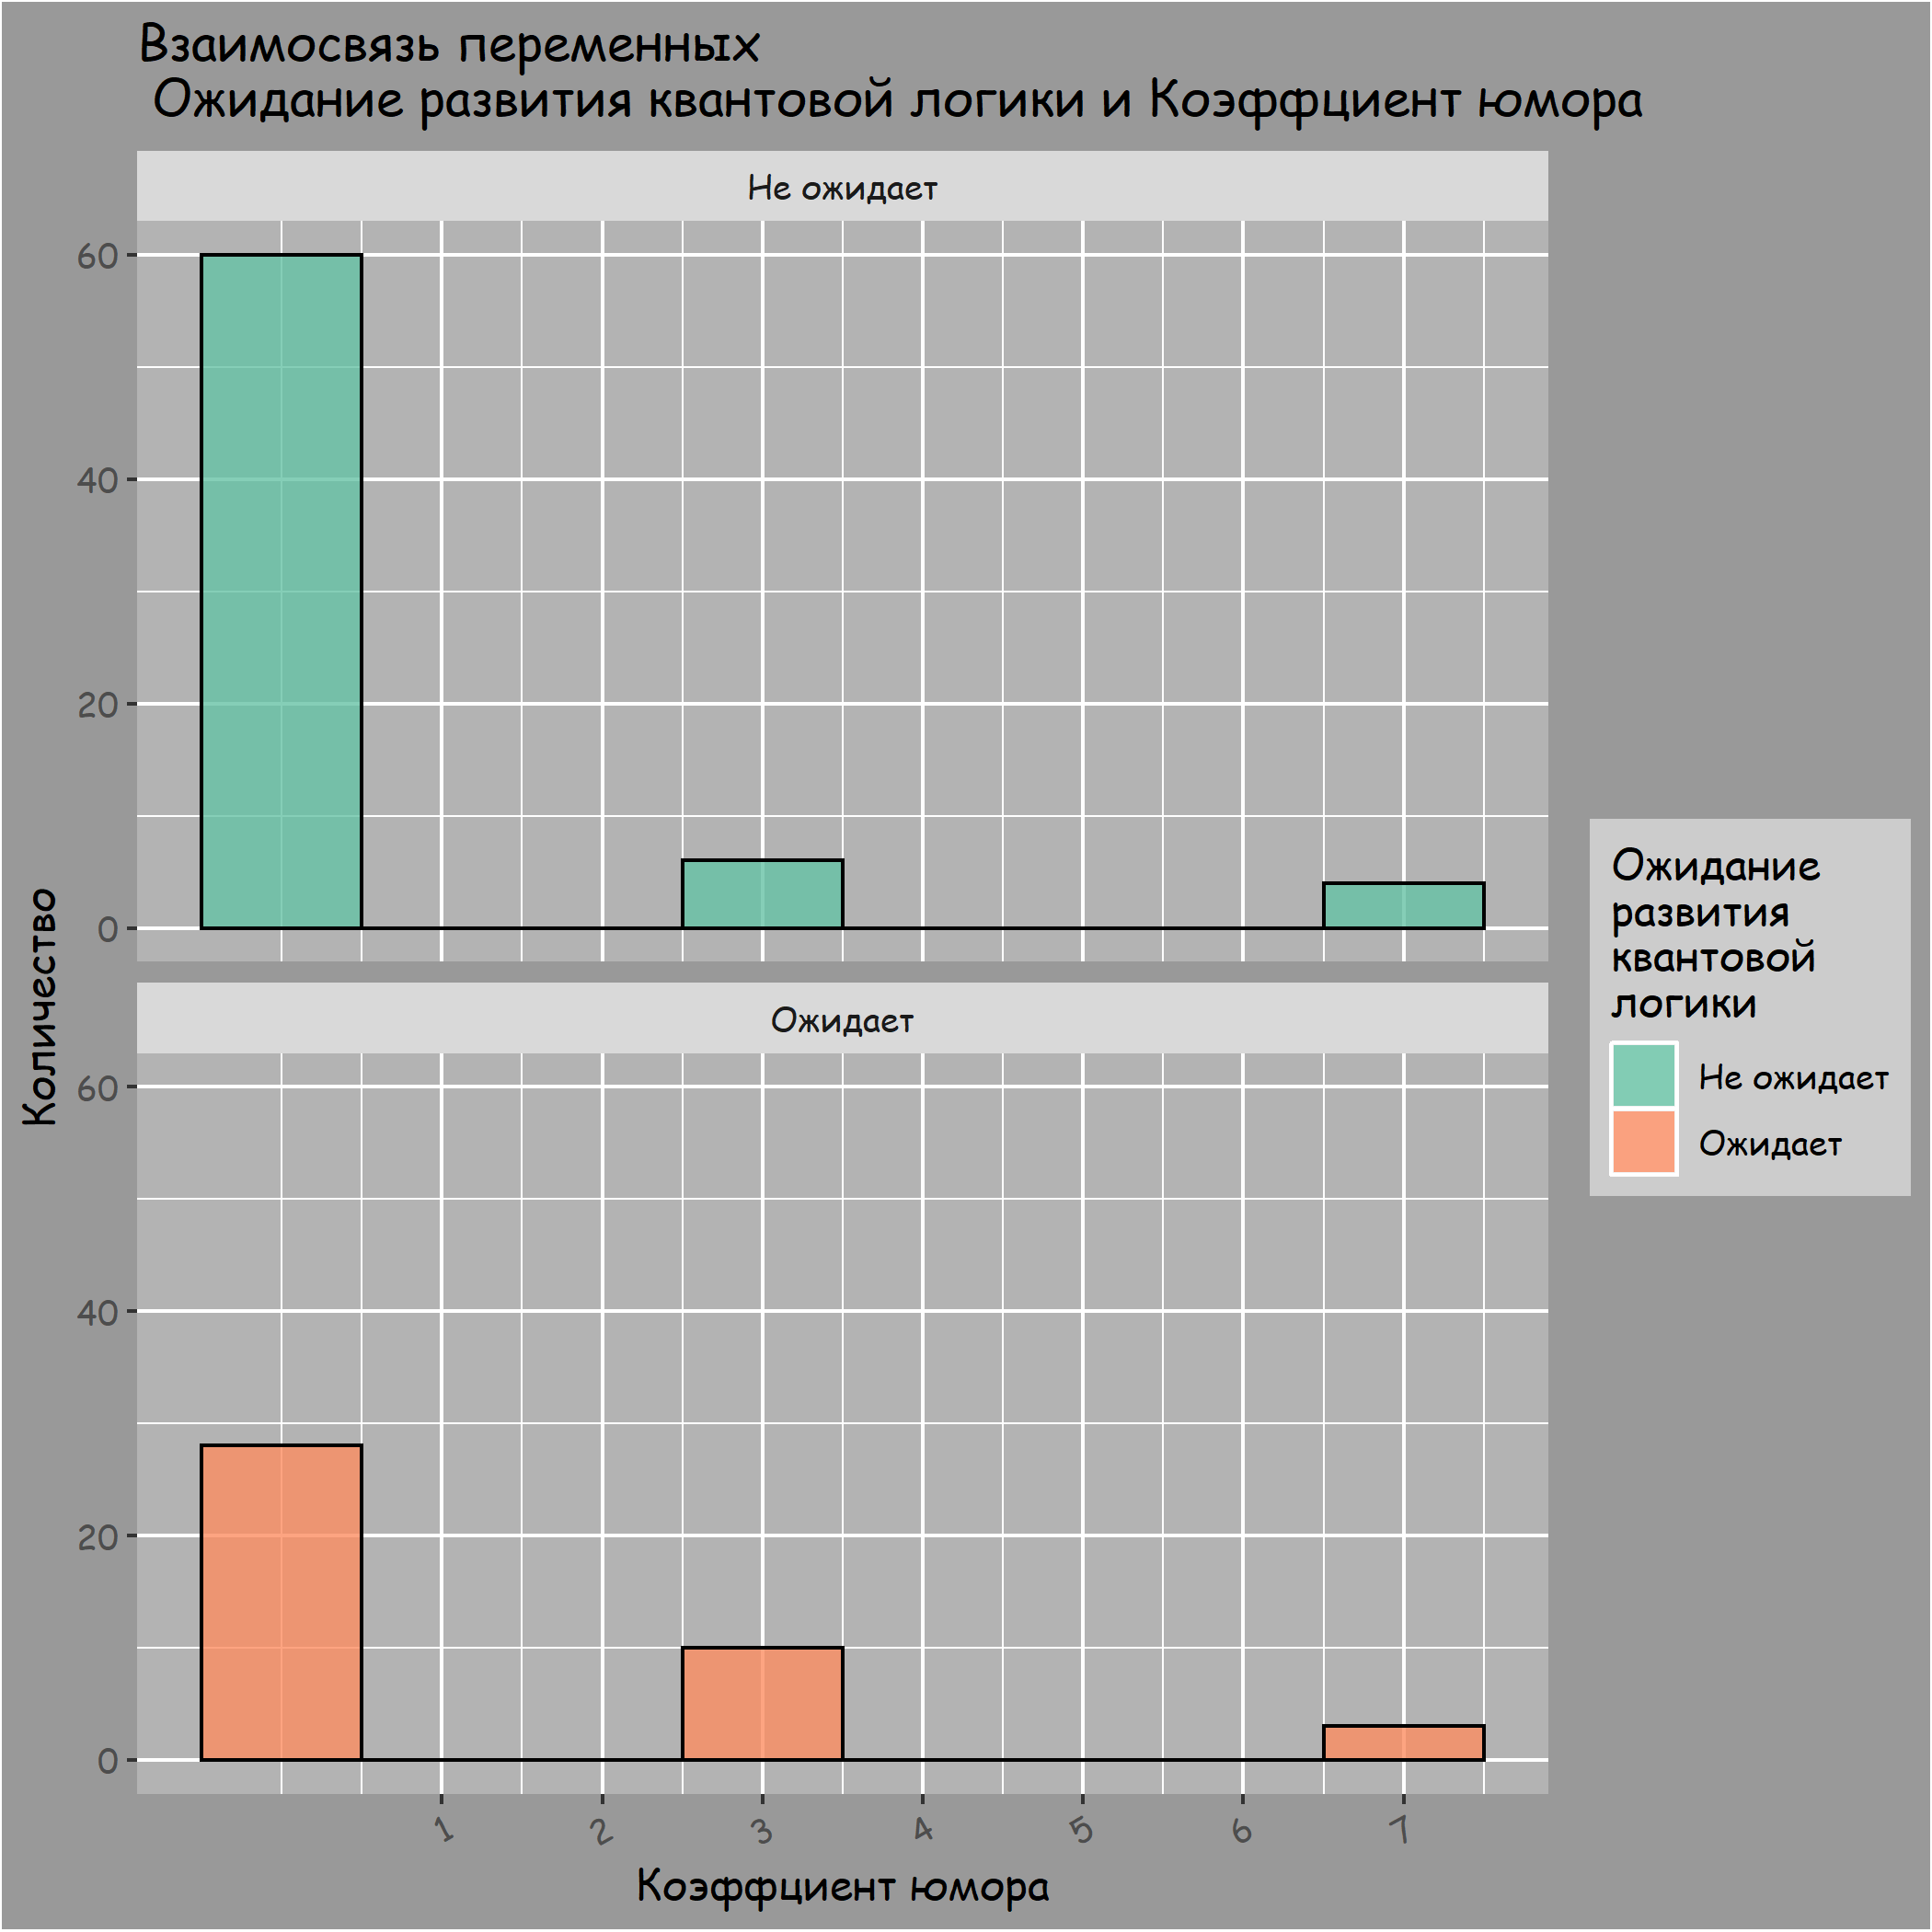 Взаимосвязь переменных
Ожидание развития квантовой логики и Коэффциент юмора
Не ожидает
60
40
20
0
Ожидает
60
40
20
0
1 2 3 4 5 6 7
Коэффциент юмора
Количество
Ожидание
развития
квантовой
логики
Не ожидает
Ожидает